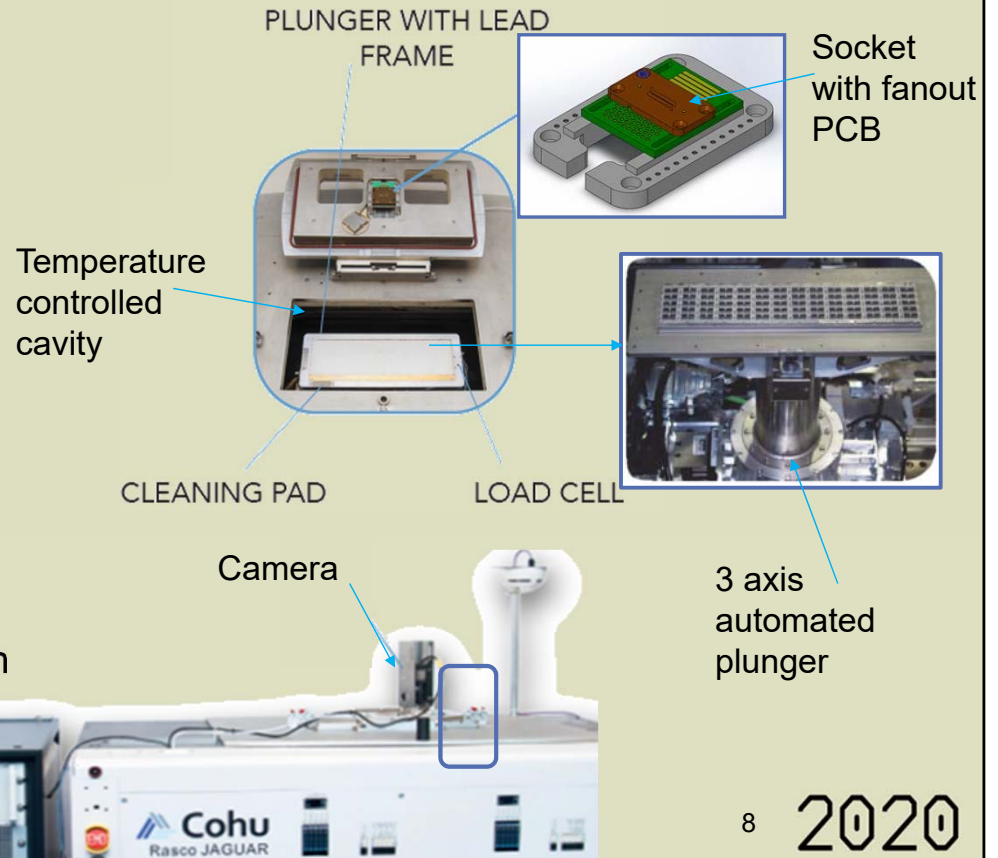 PLUNGER WITH LEAD
FRAME
Socket
with fanout
PCB
Temperature
controlled
cavity
CLEANING PAD
LOAD CELL
Camera
3 axis
automated
plunger
n
Cohu
Rasco JAGUAR
8
2020